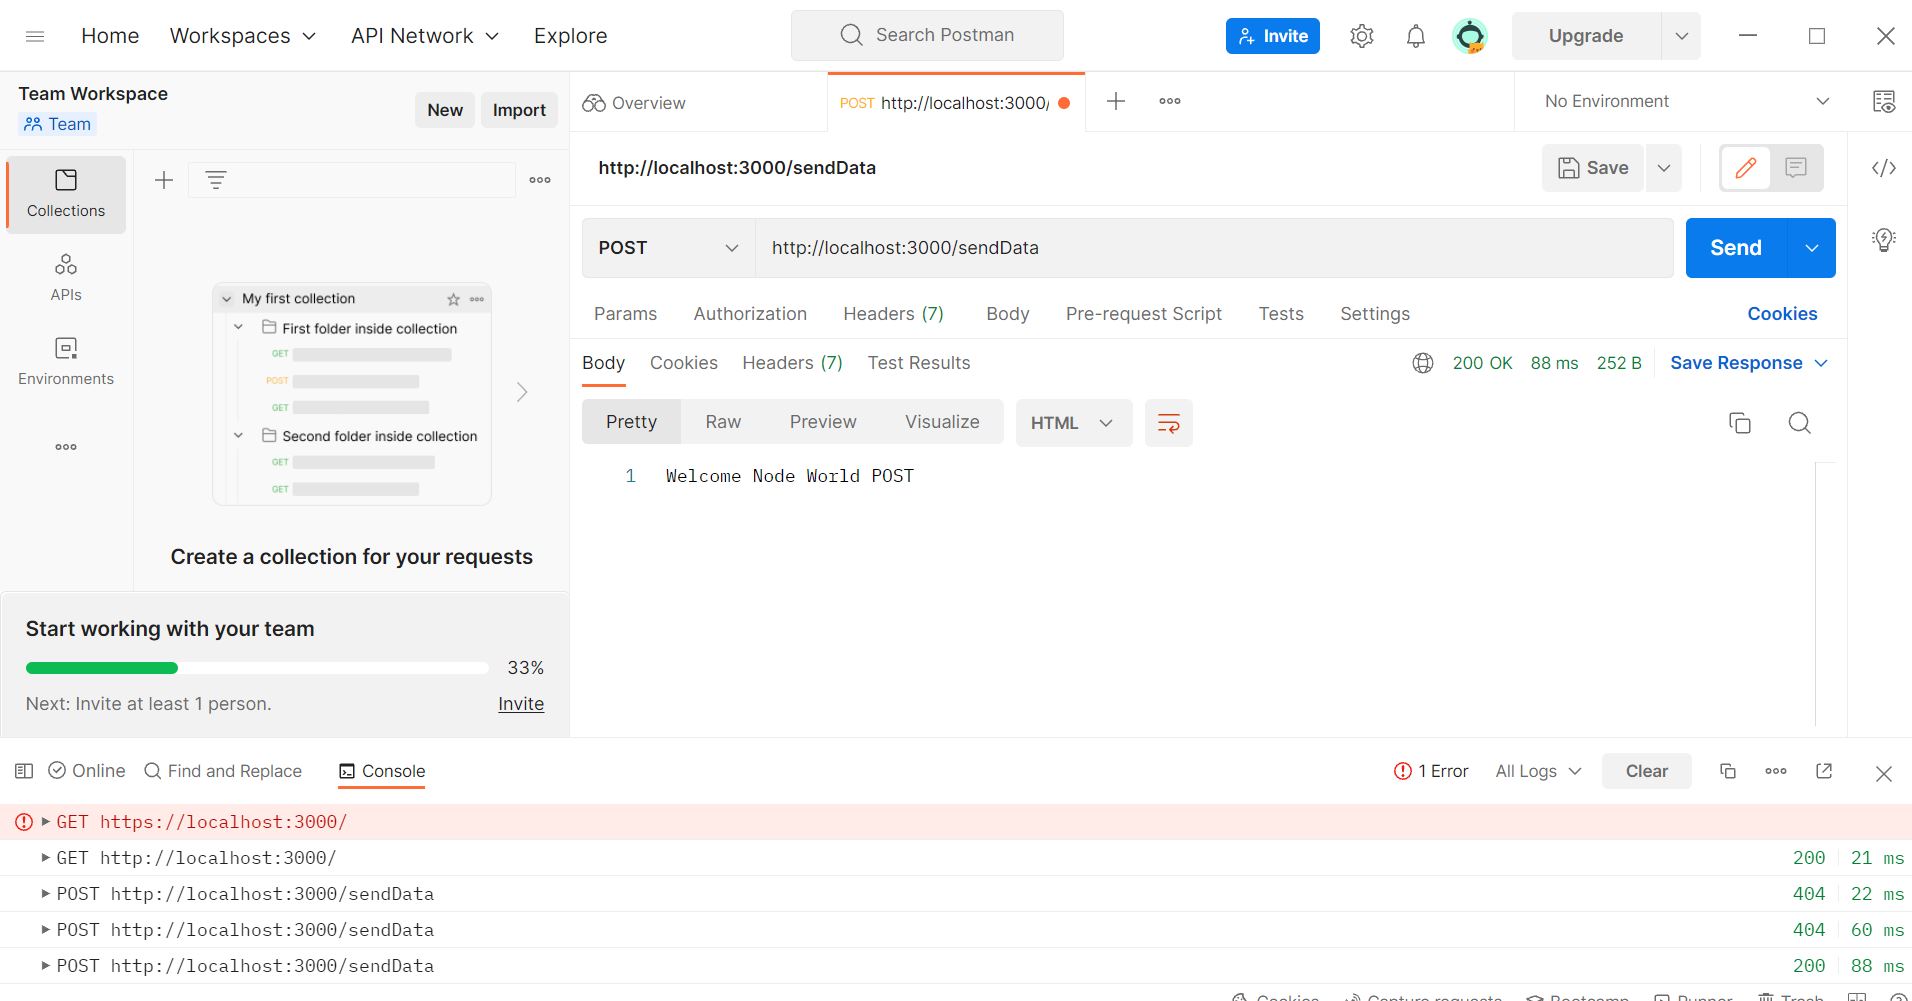 Home Workspaces API Network Explore Search Postman Invite Upgrade
Team Workspace
Team
New Import
Overview POST http://localhost:3000/ No Environment
Collections
APIs
Environments
My first collection
First folder inside collection
GET
POST
GET
Second folder inside collection
GET
GET
Create a collection for your requests
Start working with your team
33%
Next: Invite at least 1 person. Invite
http://localhost:3000/sendData Save
POST http://localhost:3000/sendData Send
Params Authorization Headers (7) Body Pre-request Script Tests Settings Cookies
Body Cookies Headers (7) Test Results 200 OK 88 ms 252 B Save Response
Pretty Raw Preview Visualize HTML
1 Welcome Node World POST
Online Find and Replace Console 1 Error All Logs Clear
GET https://localhost:3000/
GET http://localhost:3000/ 200 21 ms
POST http://localhost:3000/sendData 404 22 ms
POST http://localhost:3000/sendData 404 60 ms
POST http://localhost:3000/sendData 200 88 ms
Cookies Capture requests Bootcamp Runner Trash